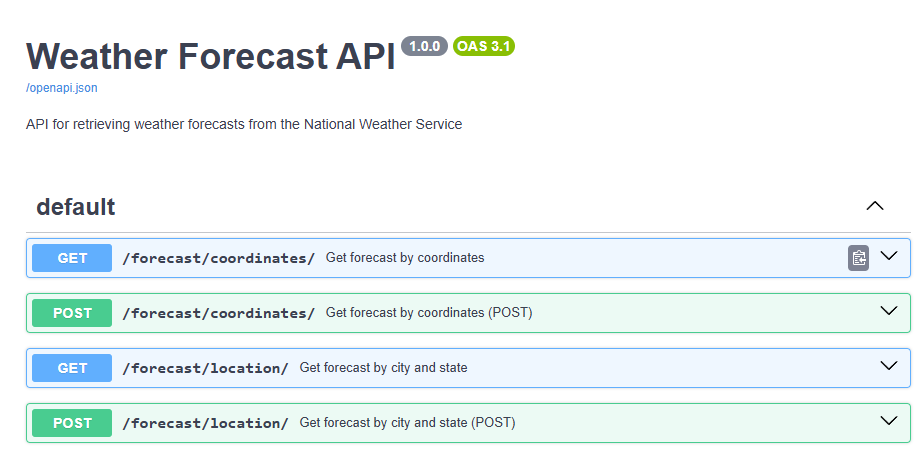 Weather Forecast API 1.0.0 OAS 3.1
/openapi.json
API for retrieving weather forecasts from the National Weather Service
default
GET /forecast/coordinates/ Get forecast by coordinates
POST /forecast/coordinates/ Get forecast by coordinates (POST)
GET /forecast/location/ Get forecast by city and state
POST /forecast/location/ Get forecast by city and state (POST)